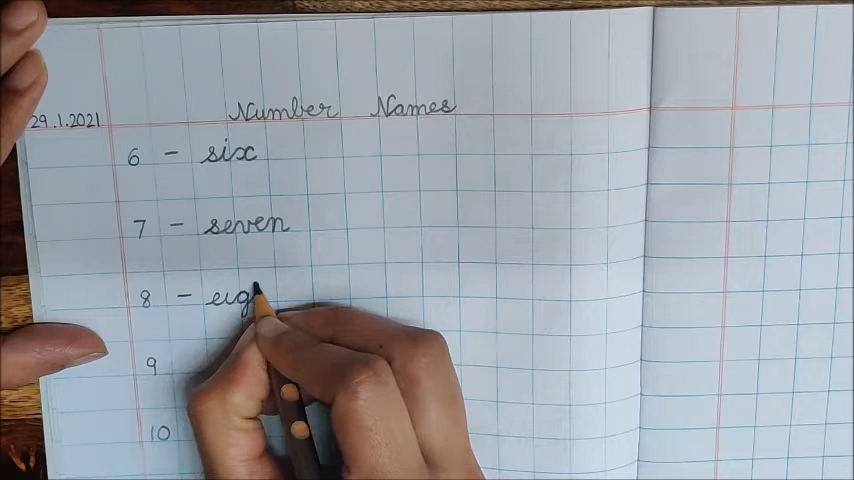 Number Names
29.1.2021
6 - six
7 - seven
8 - eig
9
10